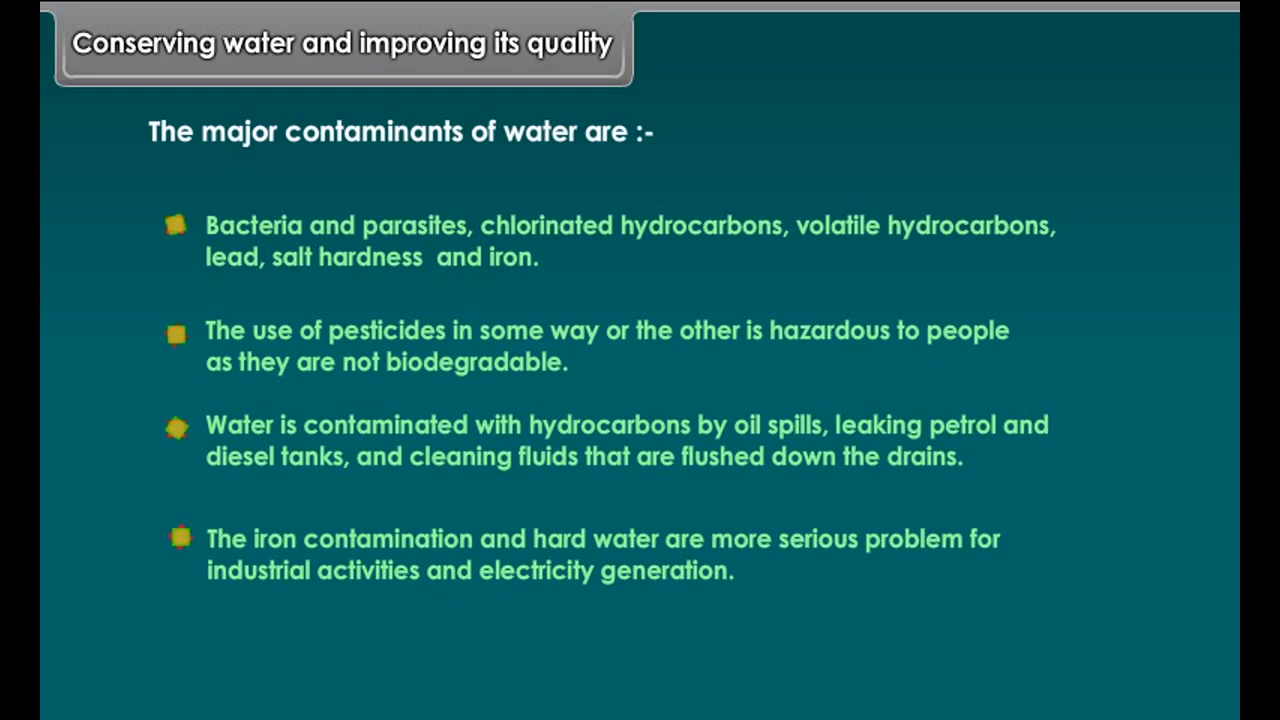 Conserving water and improving its quality
The major contaminants of water are :-
Bacteria and parasites, chlorinated hydrocarbons, volatile hydrocarbons,
lead, salt hardness  and iron.
The use of pesticides in some way or the other is hazardous to people
as they are not biodegradable.
Water is contaminated with hydrocarbons by oil spills, leaking petrol and
diesel tanks, and cleaning fluids that are flushed down the drains.
The iron contamination and hard water are more serious problem for
industrial activities and electricity generation.